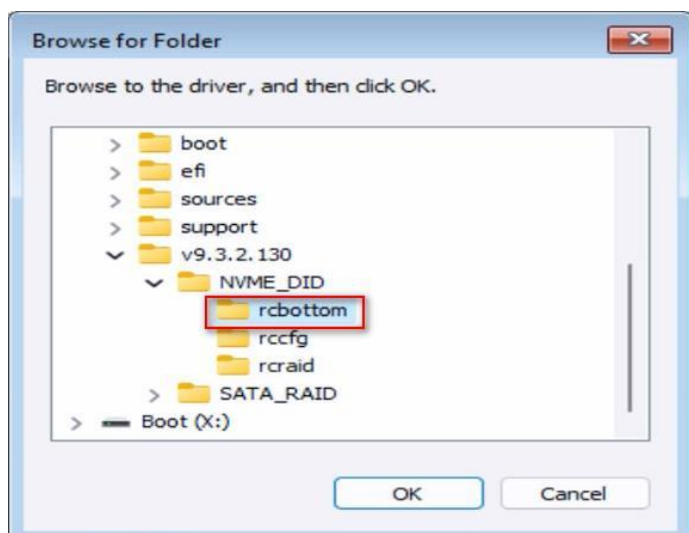 Browse for Folder
Browse to the driver, and then click OK.
boot
efi
sources
support
v9.3.2.130
NVME_DID
rcbottom
rccfg
rcraid
SATA_RAID
Boot (X:)
OK Cancel